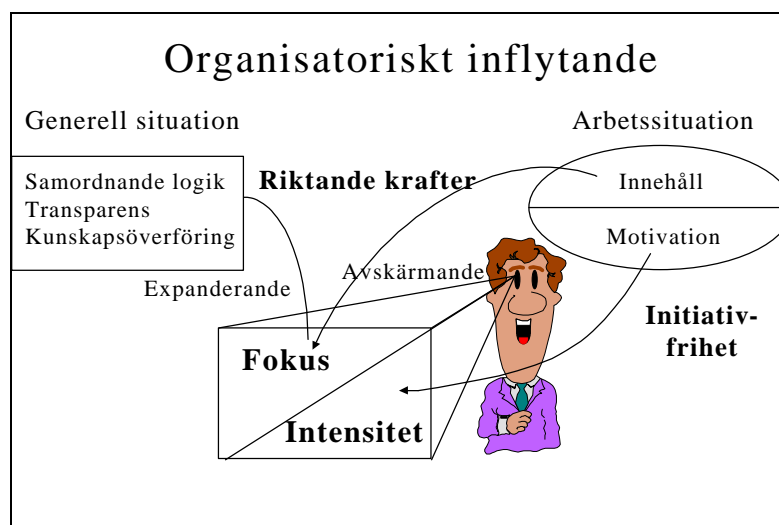 Organisatoriskt inflytande
Generell situation
Arbetssituation
Samordnande logik
Transparens
Kunskapsöverföring
Riktande krafter
Innehåll
Motivation
Expanderande
Avskärmande
Initiativ-
frihet
Fokus
Intensitet